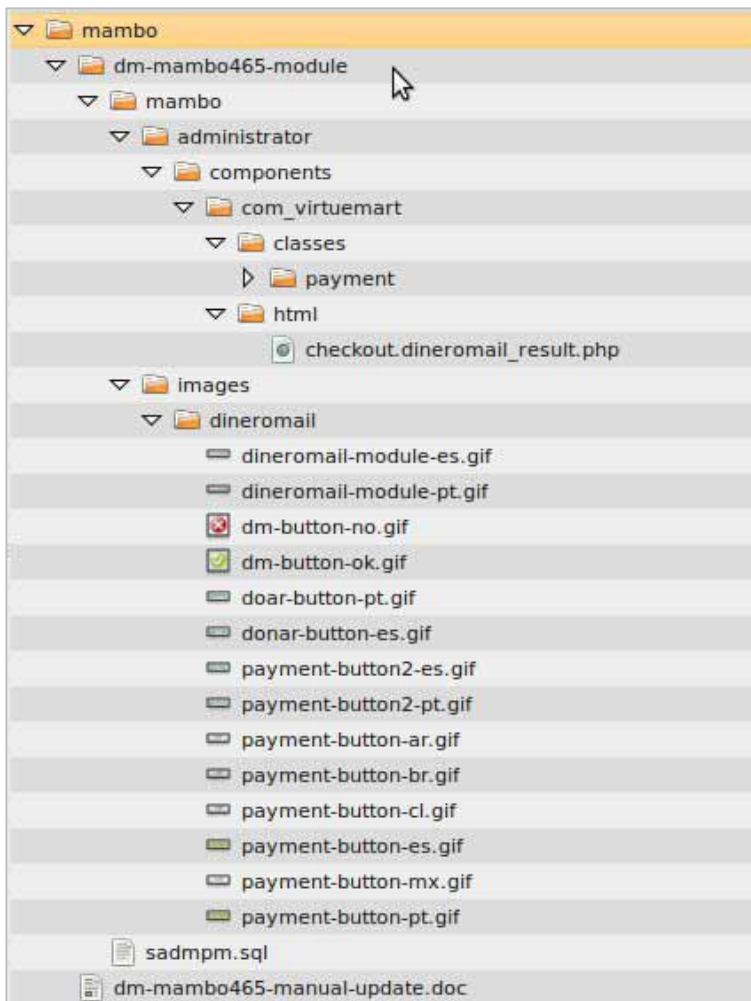 mambo
dm-mambo465-module
mambo
administrator
components
com_virtuemart
classes
payment
html
checkout.dineromail_result.php
images
dineromail
dineromail-module-es.gif
dineromail-module-pt.gif
dm-button-no.gif
dm-button-ok.gif
doar-button-pt.gif
donar-button-es.gif
payment-button2-es.gif
payment-button2-pt.gif
payment-button-ar.gif
payment-button-br.gif
payment-button-cl.gif
payment-button-es.gif
payment-button-mx.gif
payment-button-pt.gif
sadmpm.sql
dm-mambo465-manual-update.doc